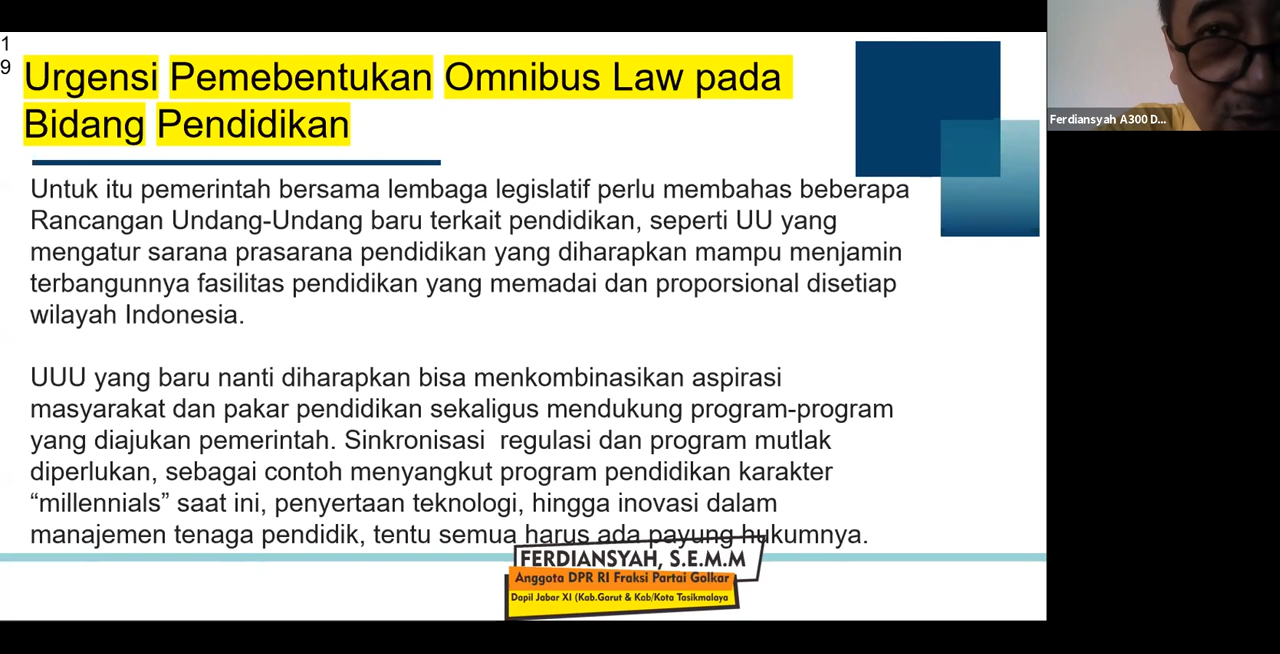 1
9
Urgensi Pemebentukan Omnibus Law pada
Bidang Pendidikan
Untuk itu pemerintah bersama lembaga legislatif perlu membahas beberapa
Rancangan Undang-Undang baru terkait pendidikan, seperti UU yang
mengatur sarana prasarana pendidikan yang diharapkan mampu menjamin
terbangunnya fasilitas pendidikan yang memadai dan proporsional disetiap
wilayah Indonesia.
UUU yang baru nanti diharapkan bisa menkombinasikan aspirasi
masyarakat dan pakar pendidikan sekaligus mendukung program-program
yang diajukan pemerintah. Sinkronisasi  regulasi dan program mutlak
diperlukan, sebagai contoh menyangkut program pendidikan karakter
“millennials” saat ini, penyertaan teknologi, hingga inovasi dalam
manajemen tenaga pendidik, tentu semua harus ada payung hukumnya.
FERDIANSYAH, S.E.M.M
Anggota DPR RI Fraksi Partai Golkar
Dapil Jabar XI (Kab.Garut & Kab/Kota Tasikmalaya
Ferdiansyah A300 D...